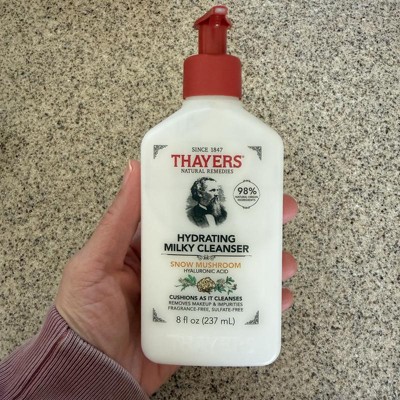 SINCE 1847
THAYERS
NATURAL REMEDIES
98%
HYDRATING
MILKY CLEANSER
SNOW MUSHROOM
HYALURONIC ACID
CUSHIONS AS IT CLEANSES
REMOVES MAKEUP & IMPURITIES
FRAGRANCE-FREE, SULFATE-FREE
8 fl oz (237 mL)